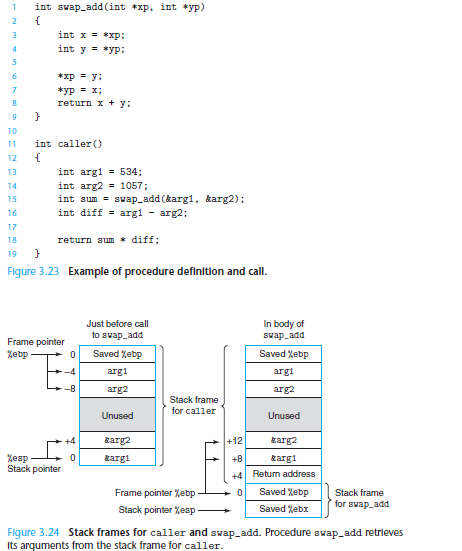 1 int swap_add(int *xp, int *yp)
2 {
3 int x = *xp;
4 int y = *yp;
5
6 *xp = y;
7 *yp = x;
8 return x + y;
9 }
10
11 int caller()
12 {
13 int arg1 = 534;
14 int arg2 = 1057;
15 int sum = swap_add(&arg1, &arg2);
16 int diff = arg1 - arg2;
17
18 return sum * diff;
19 }
Figure 3.23 Example of procedure definition and call.
Just before call
to swap_add
In body of
swap_add
Frame pointer
%ebp
0 Saved %ebp
-4 arg1
-8 arg2
Unused
+4 &arg2
%esp 0 &arg1
Stack pointer
Stack frame
for caller
Saved %ebp
arg1
arg2
Unused
+12 &arg2
+8 &arg1
+4 Return address
Frame pointer %ebp 0 Saved %ebp
Stack pointer %esp Saved %ebx
Stack frame
for swap_add
Figure 3.24 Stack frames for caller and swap_add. Procedure swap_add retrieves
its arguments from the stack frame for caller.